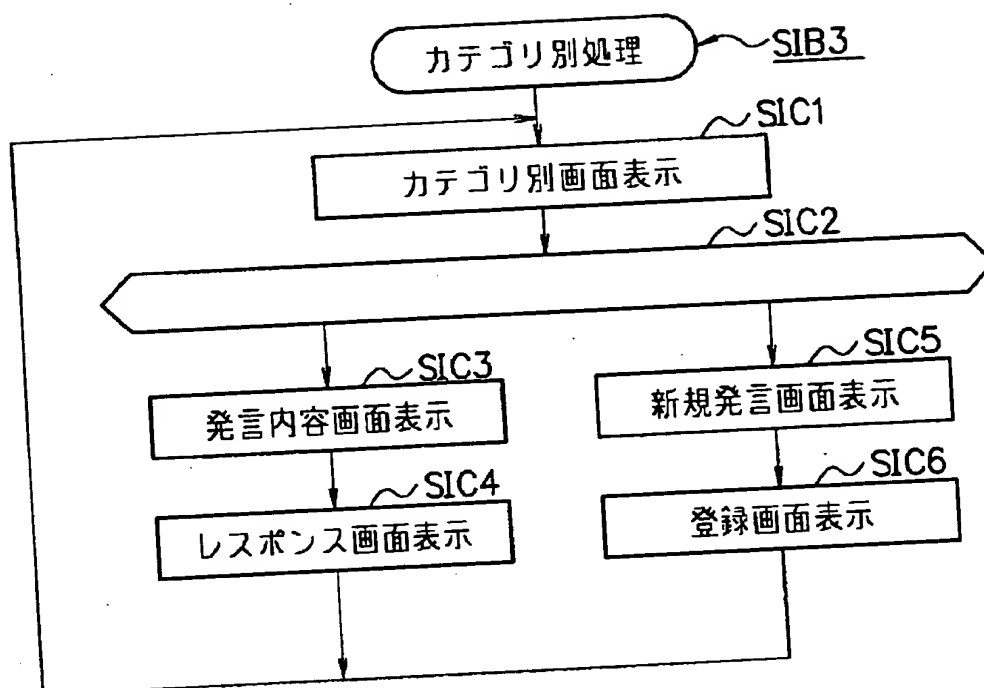 カテゴリ別処理
SIB3
SIC1
カテゴリ別画面表示
SIC2
SIC3
発言内容画面表示
SIC5
新規発言画面表示
SIC4
レスポンス画面表示
SIC6
登録画面表示